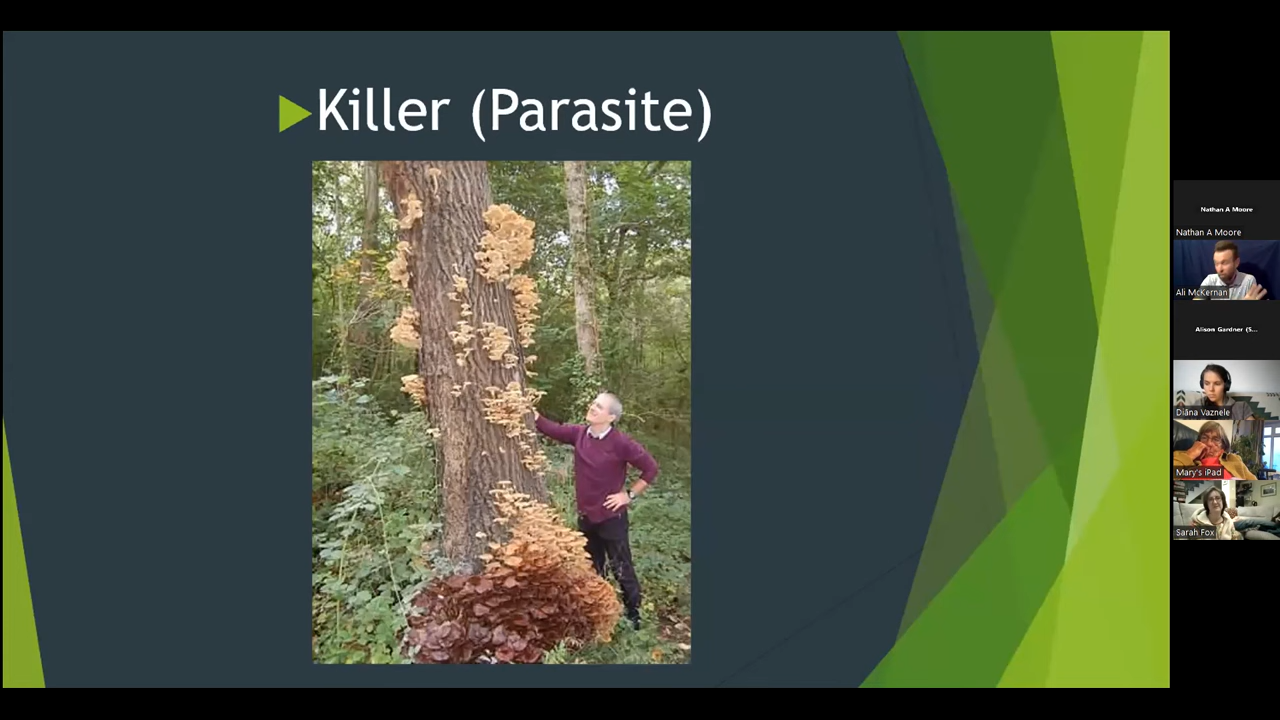 Killer (Parasite)
Nathan A Moore
Nathan A Moore
Ali McKernan
Alison Gardner (S...
Diāna Vaznele
Mary's iPad
Sarah Fox